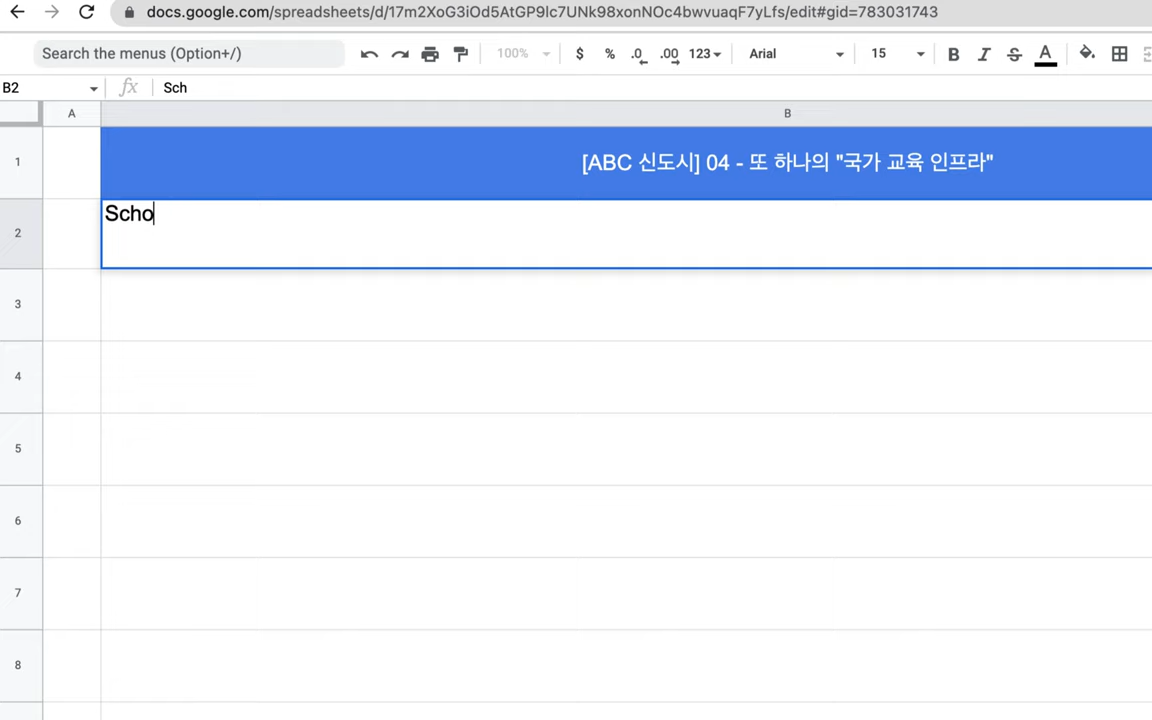 docs.google.com/spreadsheets/d/17m2XoG3iOd5AtGP9lc7UNk98xonNOc4bwvuaqF7yLfs/edit#gid=783031743
Search the menus (Option+/) 100% $ % .0 .00 123 Arial 15 B I S A
B2 fx Sch
A B
1 [ABC 신도시] 04 - 또 하나의 "국가 교육 인프라"
2 Scho
3
4
5
6
7
8